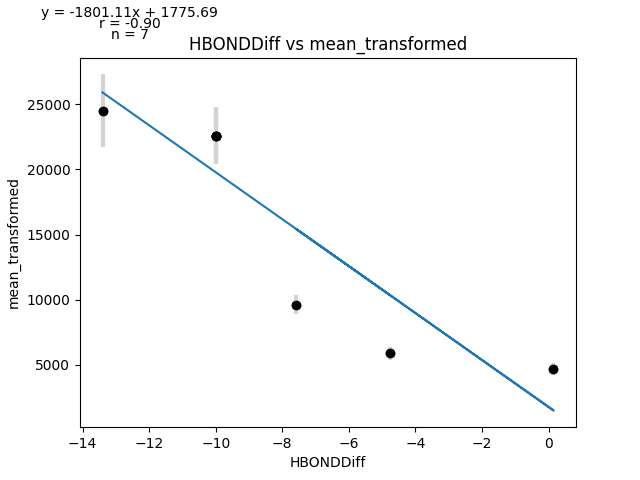 y = -1801.11x + 1775.69
r = -0.90
n = 7
HBONDDiff vs mean_transformed
25000
20000
15000
10000
5000
mean_transformed
−14
−12
−10
−8
−6
−4
−2
0
HBONDDiff